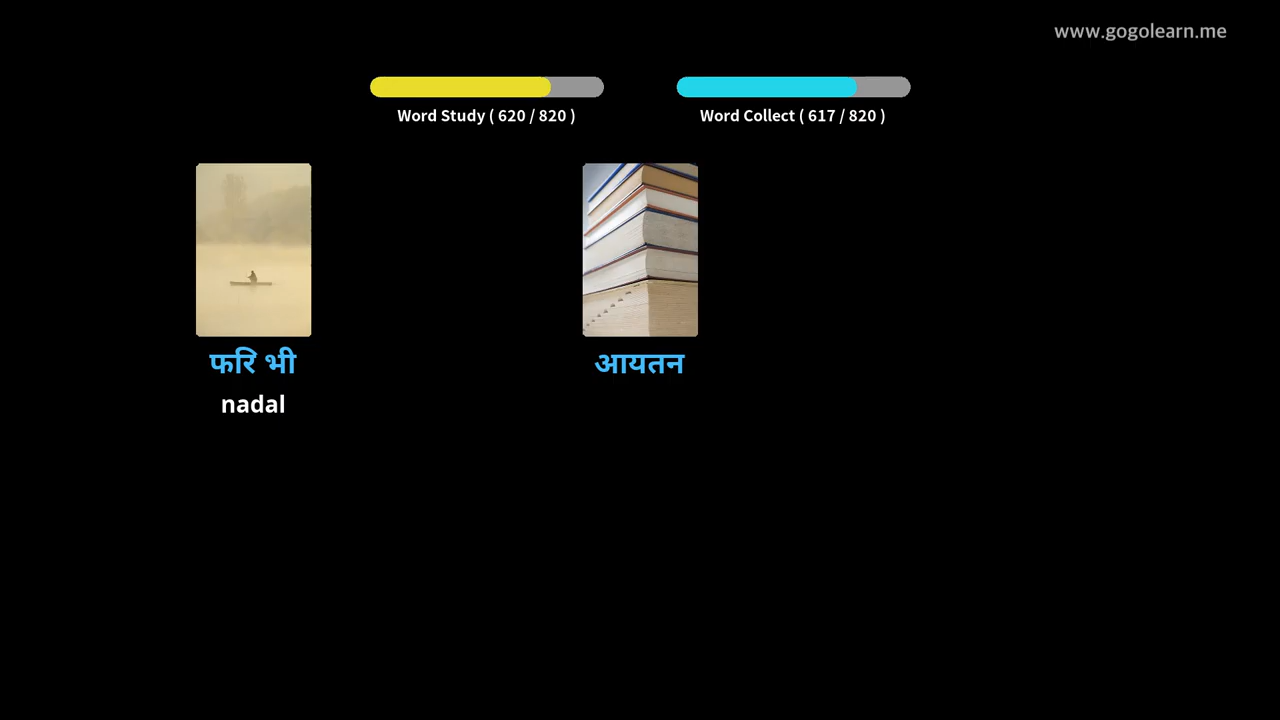 www.gogolearn.me
Word Study ( 620 / 820 )
Word Collect ( 617 / 820 )
फरि भी
आयतन
nadal